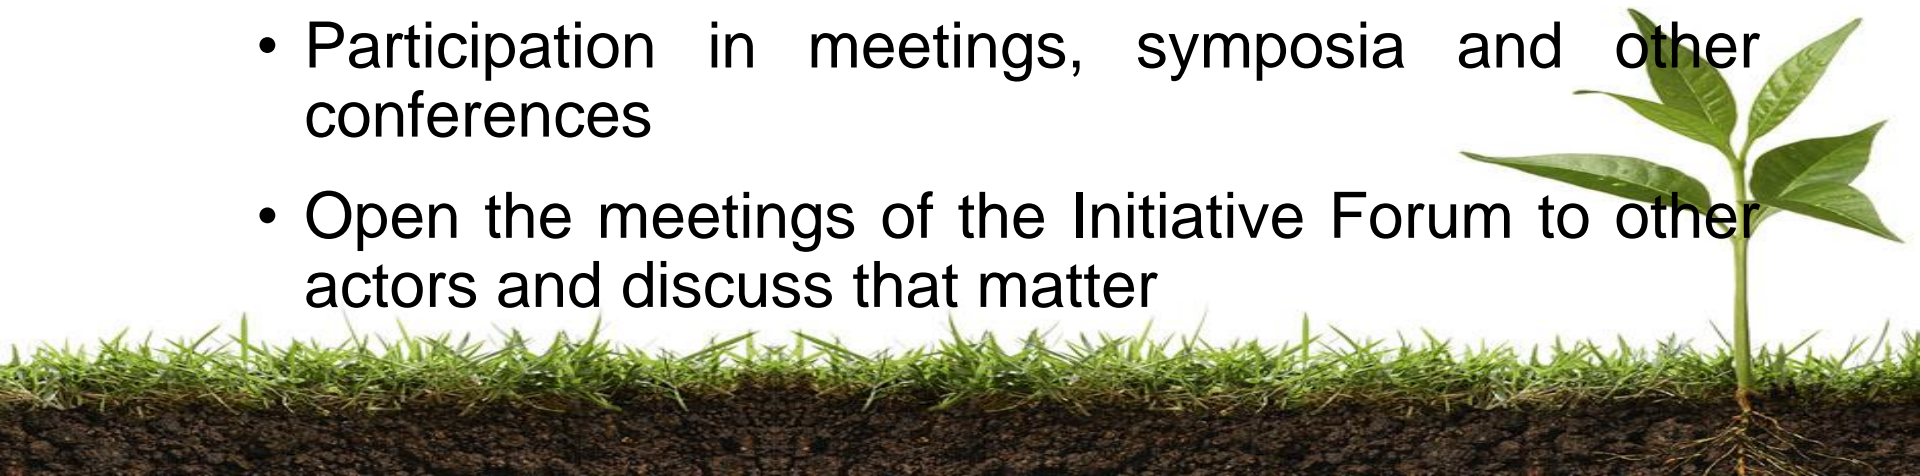 • Participation in meetings, symposia and other
conferences
• Open the meetings of the Initiative Forum to other
actors and discuss that matter